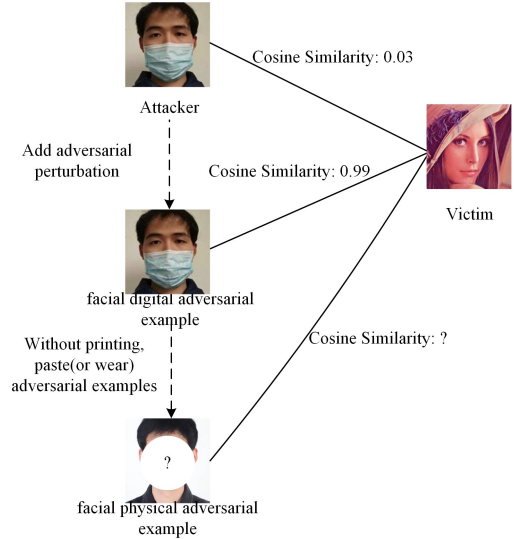 Cosine Similarity: 0.03
Attacker
Add adversarial
perturbation
Cosine Similarity: 0.99
Victim
facial digital adversarial
example
Without printing,
paste(or wear)
adversarial examples
Cosine Similarity: ?
?
facial physical adversarial
example